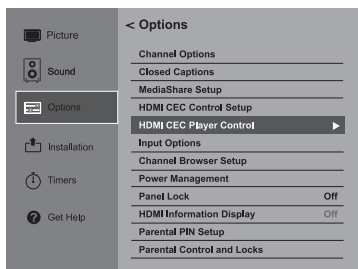 Picture
Sound
Options
Installation
Timers
Get Help
< Options
Channel Options
Closed Captions
MediaShare Setup
HDMI CEC Control Setup
HDMI CEC Player Control
Input Options
Channel Browser Setup
Power Management
Panel Lock Off
HDMI Information Display Off
Parental PIN Setup
Parental Control and Locks